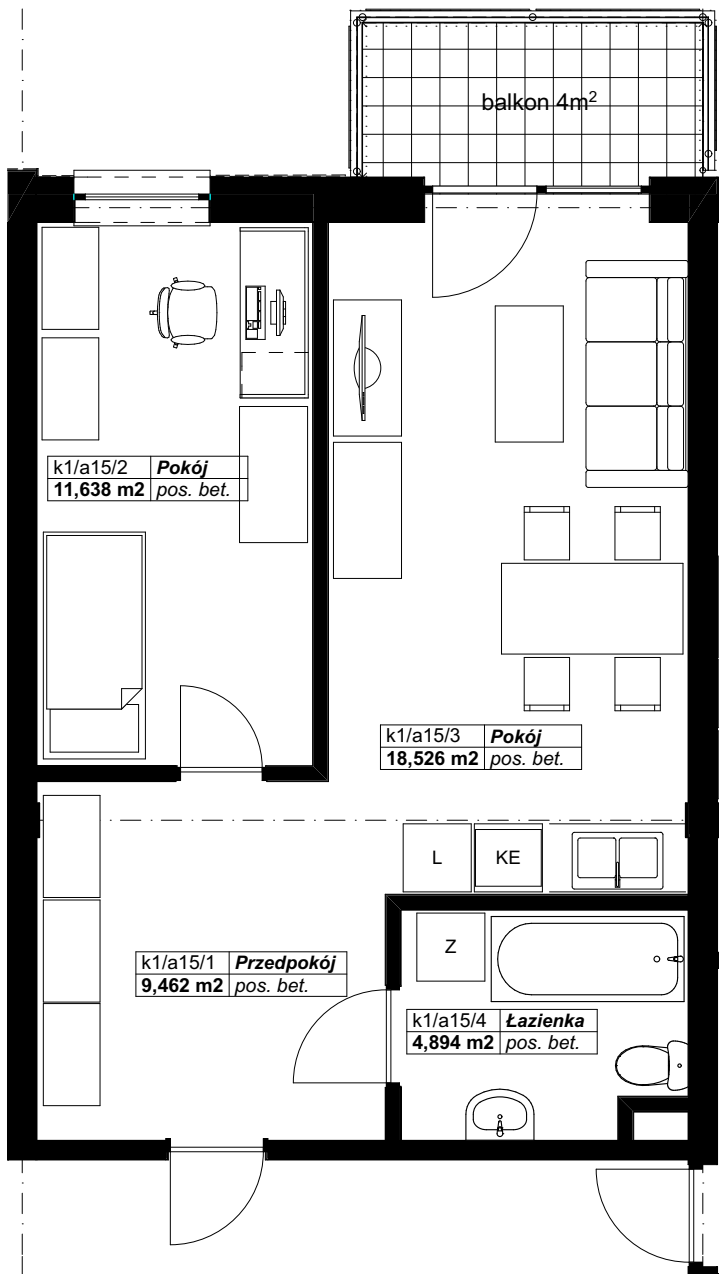 balkon 4m²
k1/a15/2 Pokój
11,638 m2 pos. bet.
k1/a15/3 Pokój
18,526 m2 pos. bet.
L
KE
Z
k1/a15/1 Przedpokój
9,462 m2 pos. bet.
k1/a15/4 Łazienka
4,894 m2 pos. bet.